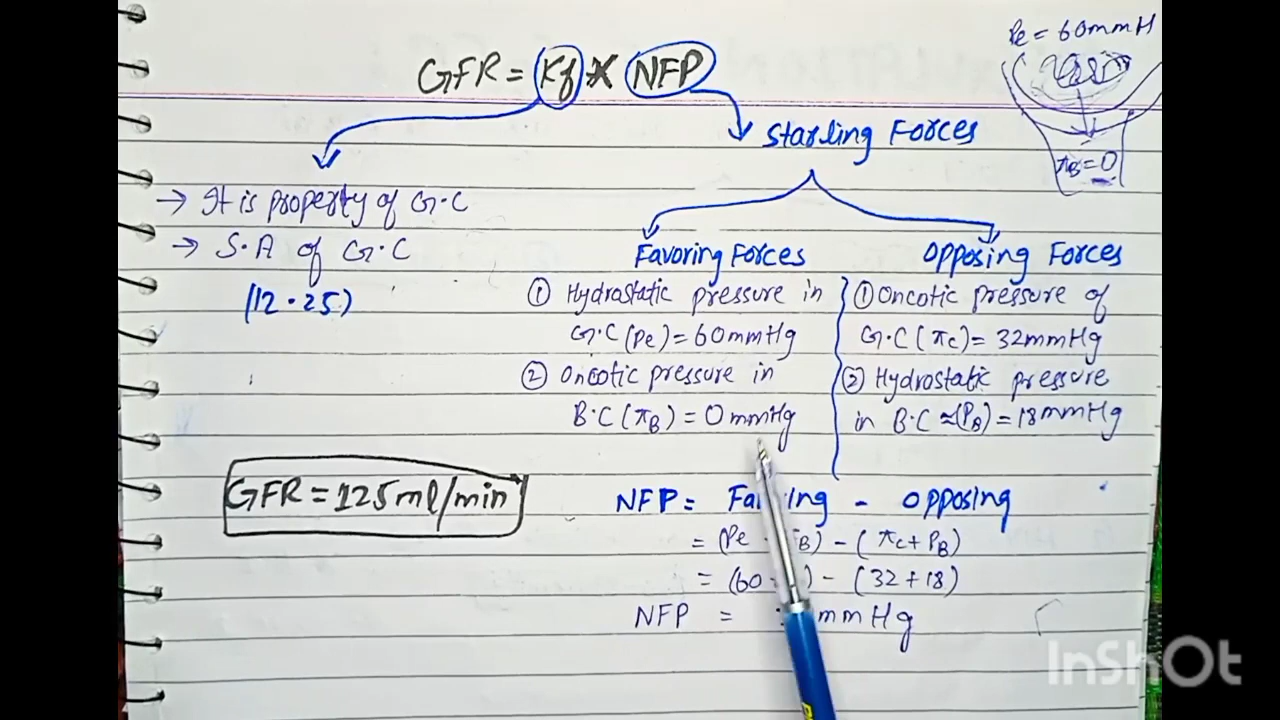 Pe = 60mmH
GFR = Kf * NFP
πB = 0
Starling Forces
→ It is property of G.C
→ S.A of G.C
(12.25)
Favoring Forces
① Hydrostatic pressure in
G.C (Pe) = 60mmHg
② Oncotic pressure in
B.C (πB) = 0mmHg
Opposing Forces
① Oncotic pressure of
G.C (πc) = 32mmHg
② Hydrostatic pressure
in B.C ≈ (PB) = 18mmHg
GFR = 125ml/min
NFP = Fa ing - opposing
= (Pe B) - (πc + PB)
= (60 ) - (32 + 18)
NFP = mmHg
InShOt